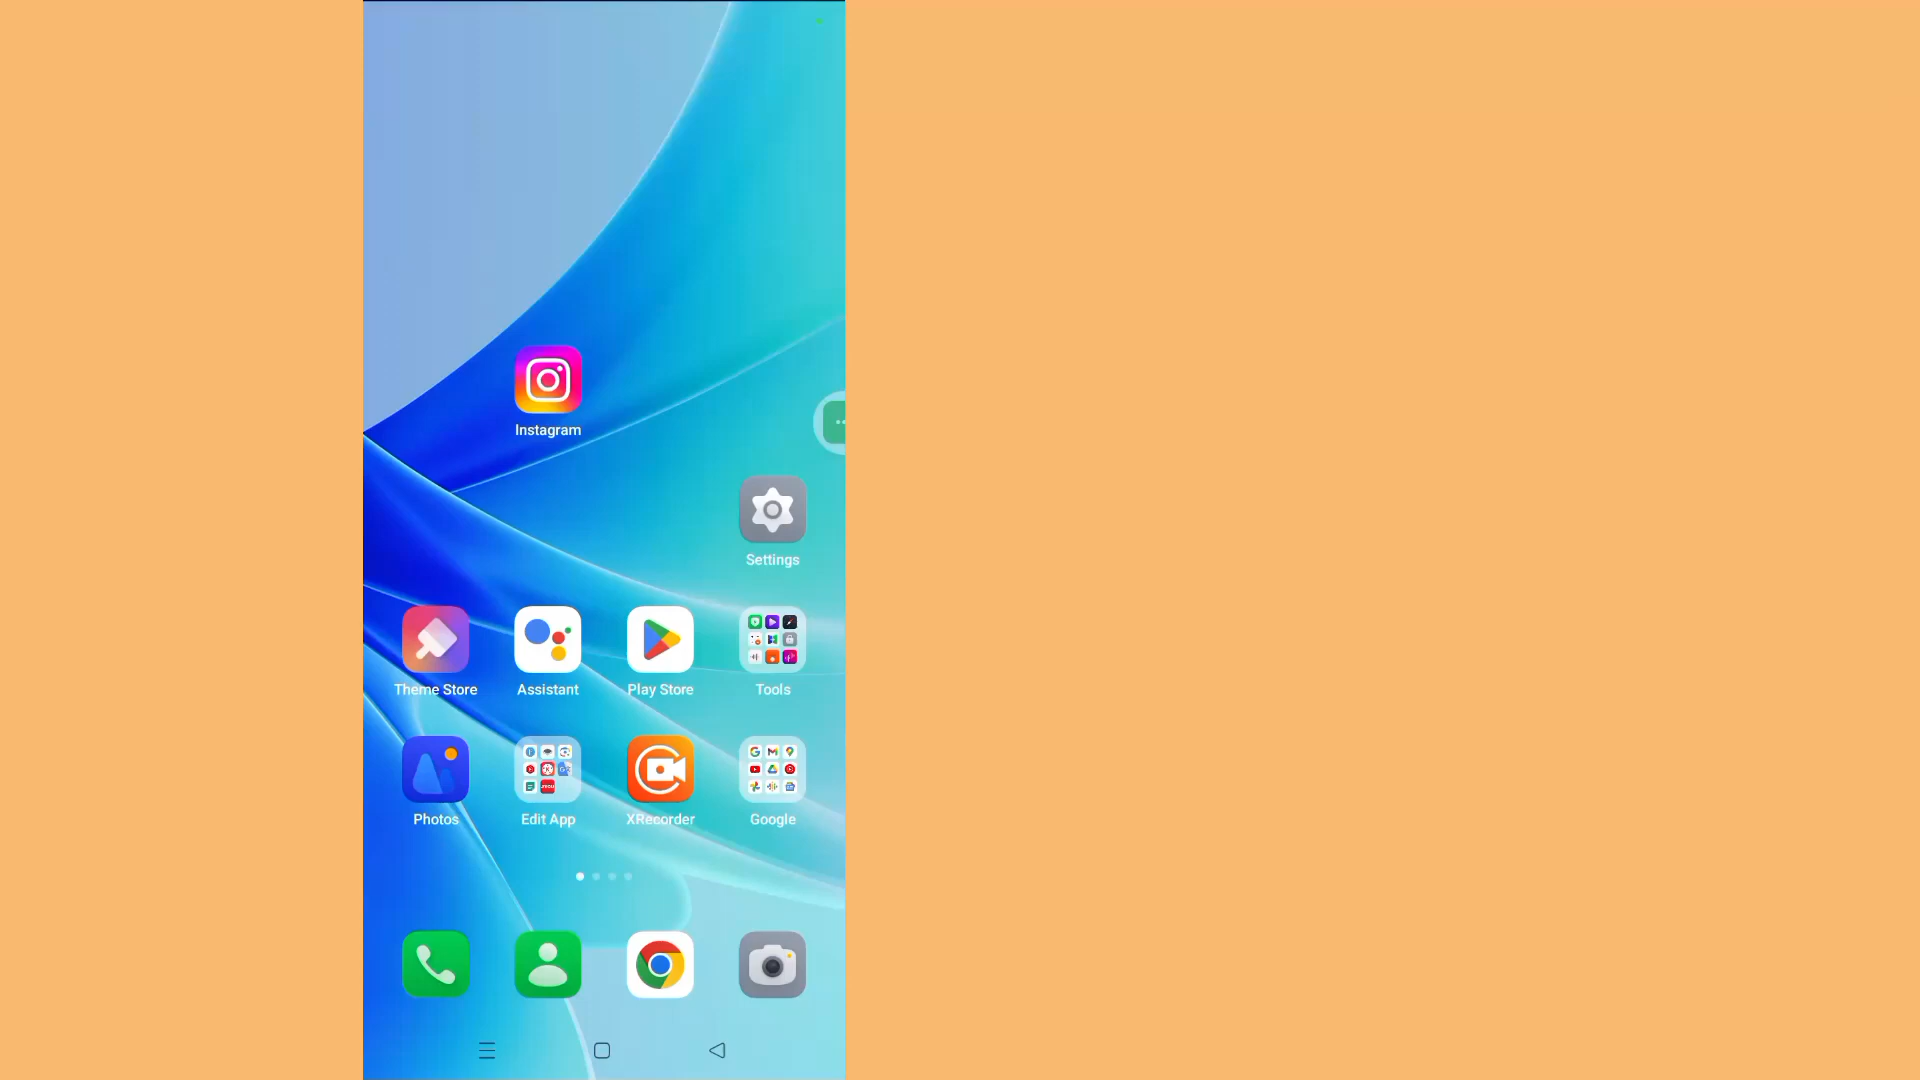 Instagram
Settings
Theme Store
Assistant
Play Store
Tools
Photos
Edit App
XRecorder
Google